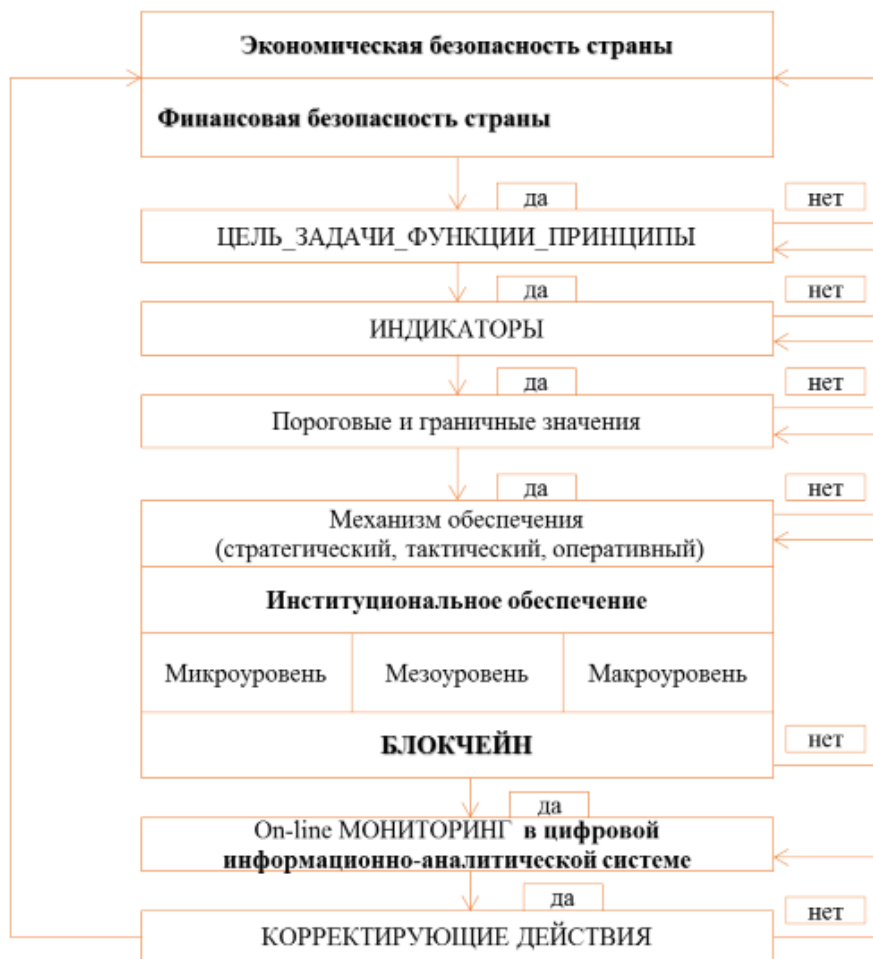 Экономическая безопасность страны
Финансовая безопасность страны
да
нет
ЦЕЛЬ_ЗАДАЧИ_ФУНКЦИИ_ПРИНЦИПЫ
да
нет
ИНДИКАТОРЫ
да
нет
Пороговые и граничные значения
да
нет
Механизм обеспечения
(стратегический, тактический, оперативный)
Институциональное обеспечение
Микроуровень
Мезоуровень
Макроуровень
БЛОКЧЕЙН
нет
да
On-line МОНИТОРИНГ в цифровой
информационно-аналитической системе
да
нет
КОРРЕКТИРУЮЩИЕ ДЕЙСТВИЯ